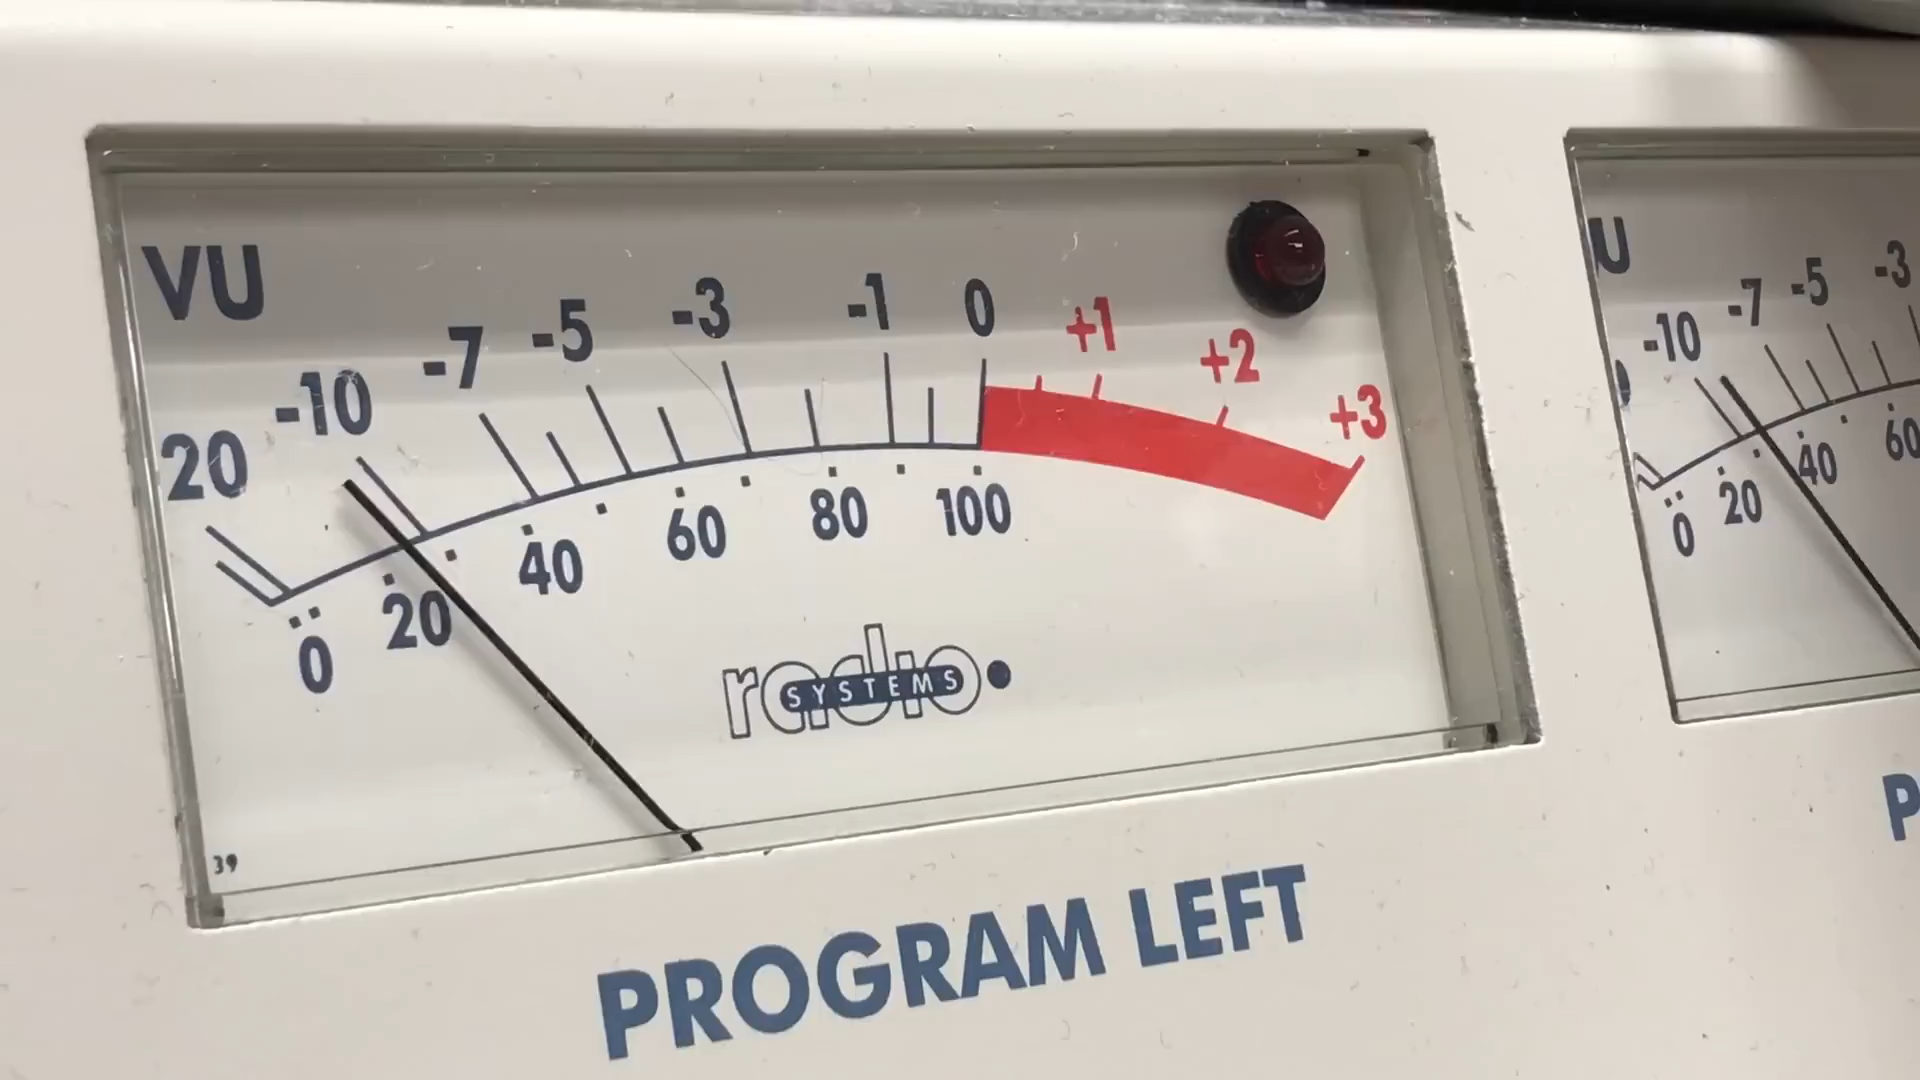 VU
20 -10 -7 -5 -3 -1 0 +1 +2 +3
0 20 40 60 80 100
radio
SYSTEMS
39
PROGRAM LEFT
U
-10 -7 -5 -3
0 20 40 60
P